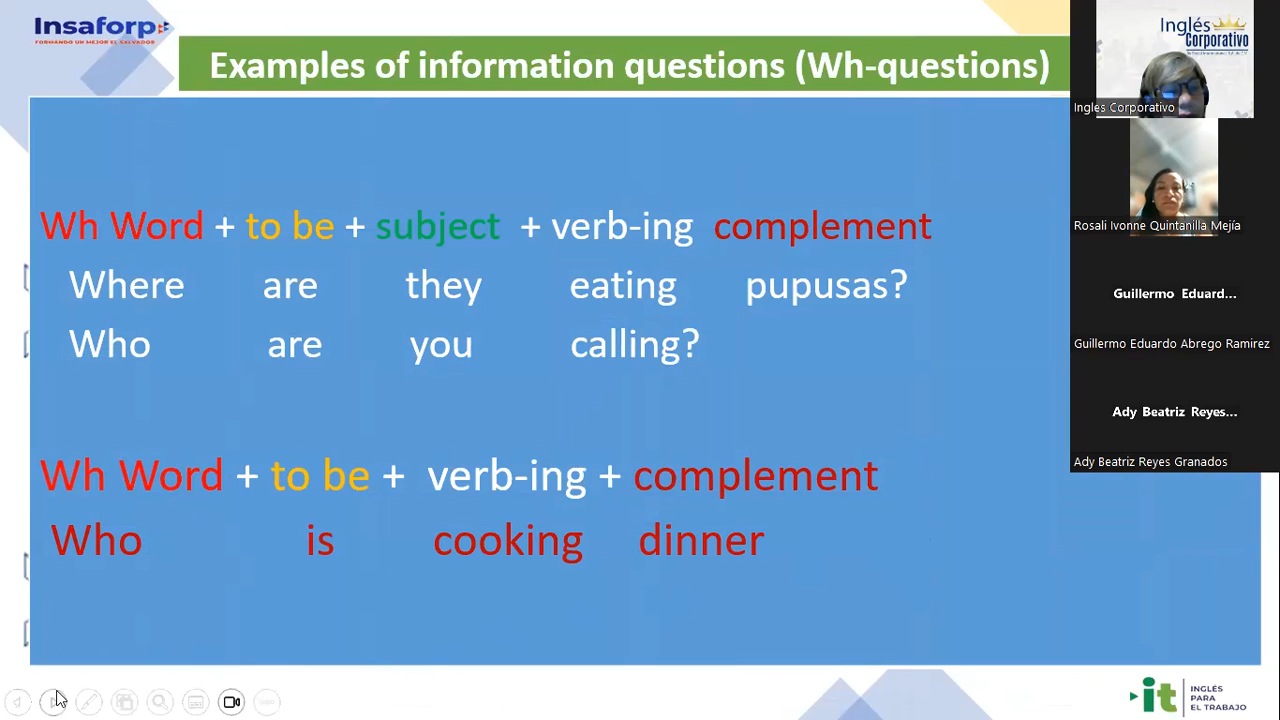 Insaforp
FORMANDO UN MEJOR EL SALVADOR
Examples of information questions (Wh-questions)
Wh Word + to be + subject + verb-ing complement
Where are they eating pupusas?
Who are you calling?
Wh Word + to be + verb-ing + complement
Who is cooking dinner
Inglés
Corporativo
Ingles Corporativo
Rosali Ivonne Quintanilla Mejía
Guillermo Eduard...
Guillermo Eduardo Abrego Ramirez
Ady Beatriz Reyes...
Ady Beatriz Reyes Granados
it
INGLÉS
PARA
EL TRABAJO